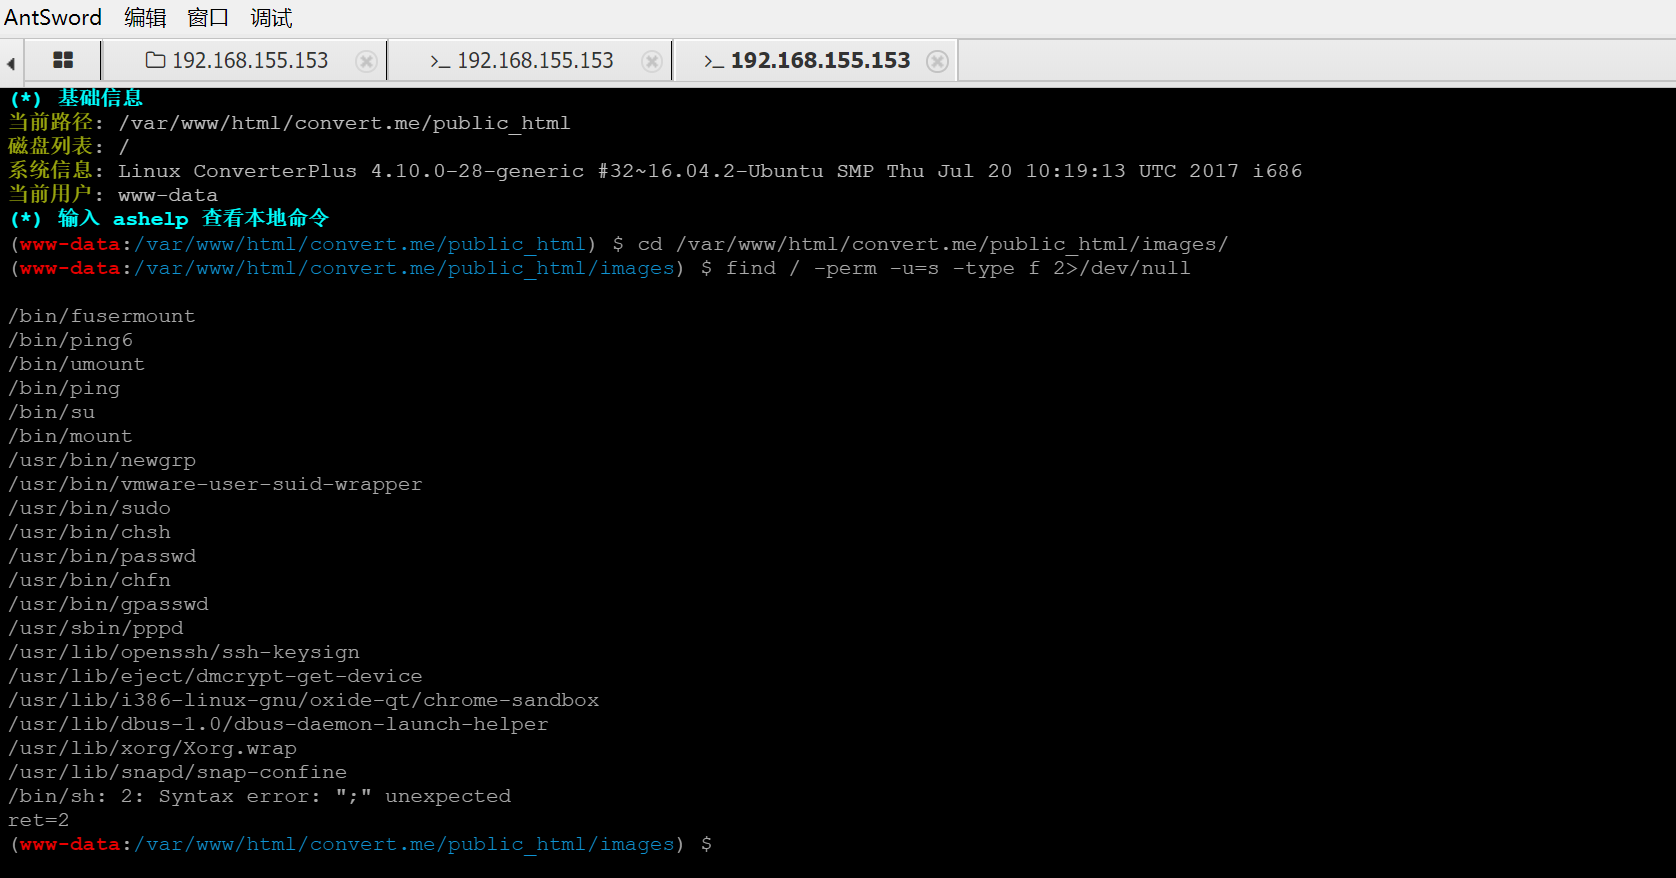 AntSword 编辑 窗口 调试
192.168.155.153 >_ 192.168.155.153 >_ 192.168.155.153
(*) 基础信息
当前路径: /var/www/html/convert.me/public_html
磁盘列表: /
系统信息: Linux ConverterPlus 4.10.0-28-generic #32~16.04.2-Ubuntu SMP Thu Jul 20 10:19:13 UTC 2017 i686
当前用户: www-data
(*) 输入 ashelp 查看本地命令
(www-data:/var/www/html/convert.me/public_html) $ cd /var/www/html/convert.me/public_html/images/
(www-data:/var/www/html/convert.me/public_html/images) $ find / -perm -u=s -type f 2>/dev/null
/bin/fusermount
/bin/ping6
/bin/umount
/bin/ping
/bin/su
/bin/mount
/usr/bin/newgrp
/usr/bin/vmware-user-suid-wrapper
/usr/bin/sudo
/usr/bin/chsh
/usr/bin/passwd
/usr/bin/chfn
/usr/bin/gpasswd
/usr/sbin/pppd
/usr/lib/openssh/ssh-keysign
/usr/lib/eject/dmcrypt-get-device
/usr/lib/i386-linux-gnu/oxide-qt/chrome-sandbox
/usr/lib/dbus-1.0/dbus-daemon-launch-helper
/usr/lib/xorg/Xorg.wrap
/usr/lib/snapd/snap-confine
/bin/sh: 2: Syntax error: ";" unexpected
ret=2
(www-data:/var/www/html/convert.me/public_html/images) $